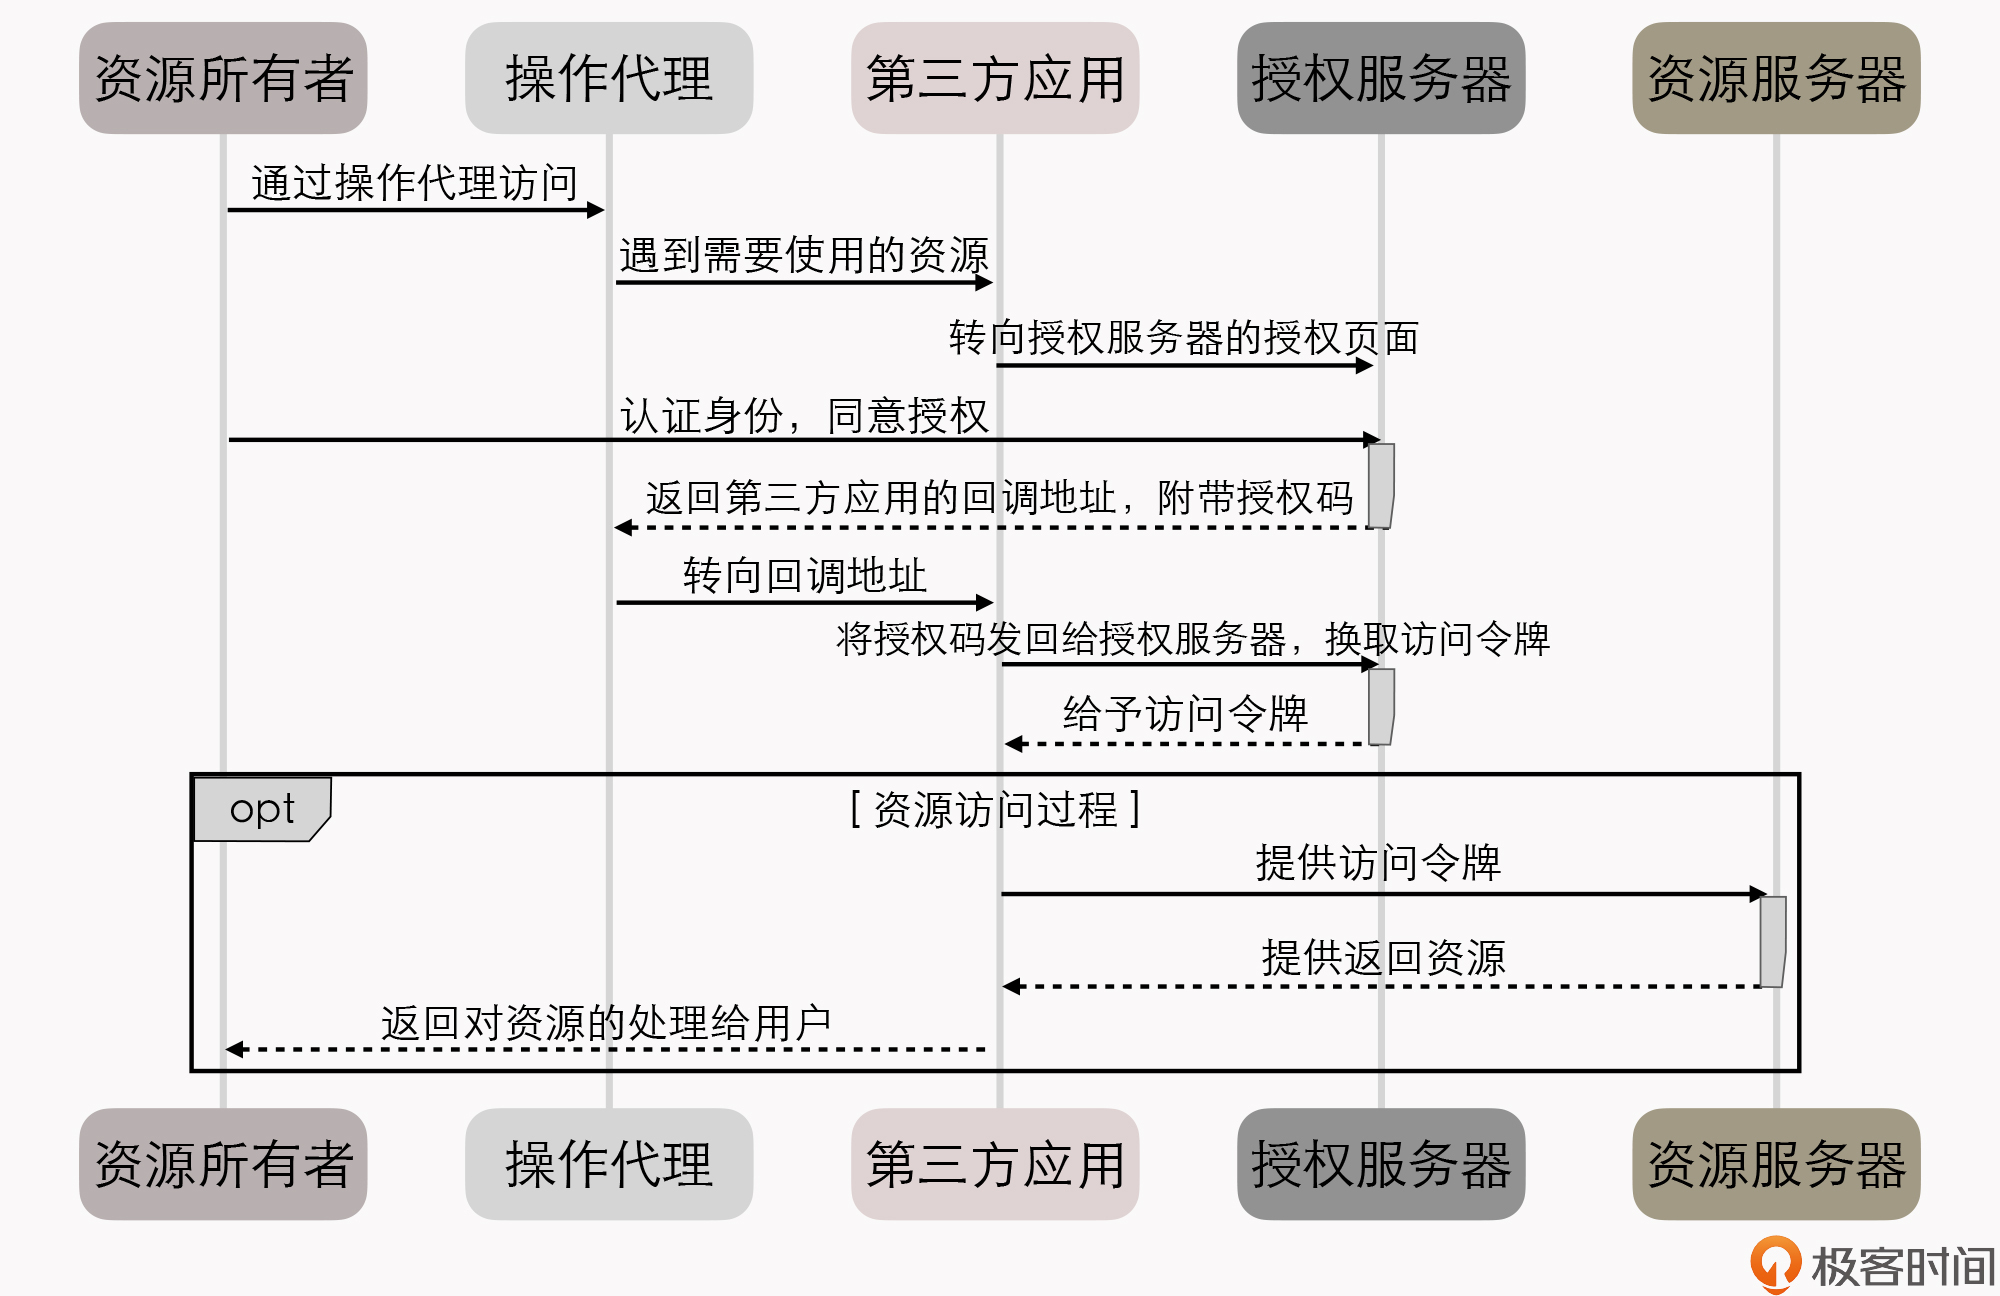 资源所有者
操作代理
第三方应用
授权服务器
资源服务器
通过操作代理访问
遇到需要使用的资源
转向授权服务器的授权页面
认证身份，同意授权
返回第三方应用的回调地址，附带授权码
转向回调地址
将授权码发回给授权服务器，换取访问令牌
给予访问令牌
opt
[ 资源访问过程 ]
提供访问令牌
提供返回资源
返回对资源的处理给用户
资源所有者
操作代理
第三方应用
授权服务器
资源服务器
极客时间